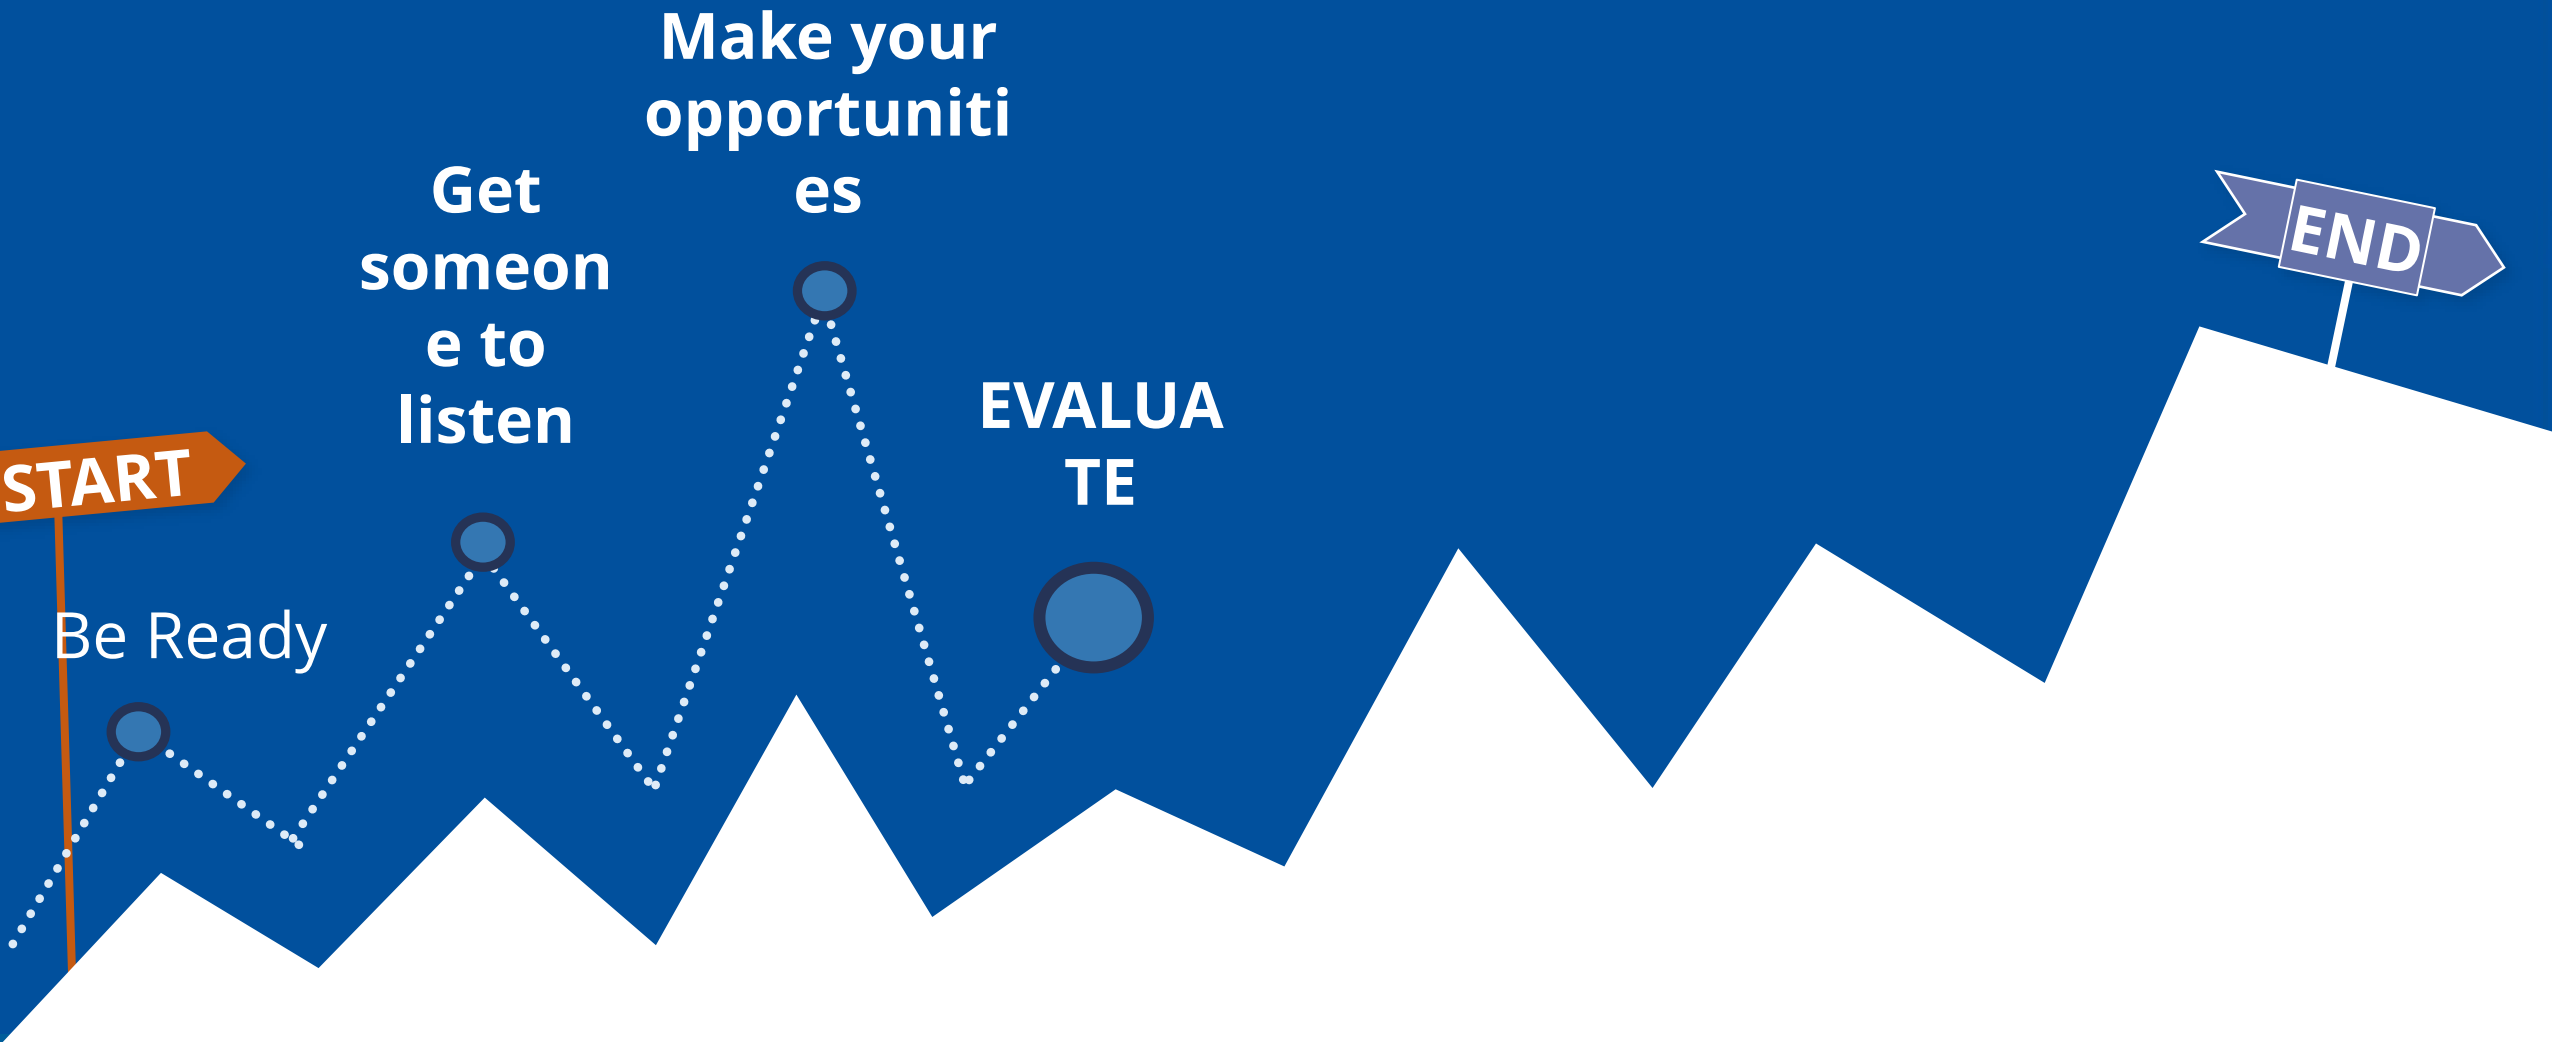 START
Be Ready
Get
someon
e to
listen
Make your
opportuniti
es
EVALUA
TE
END